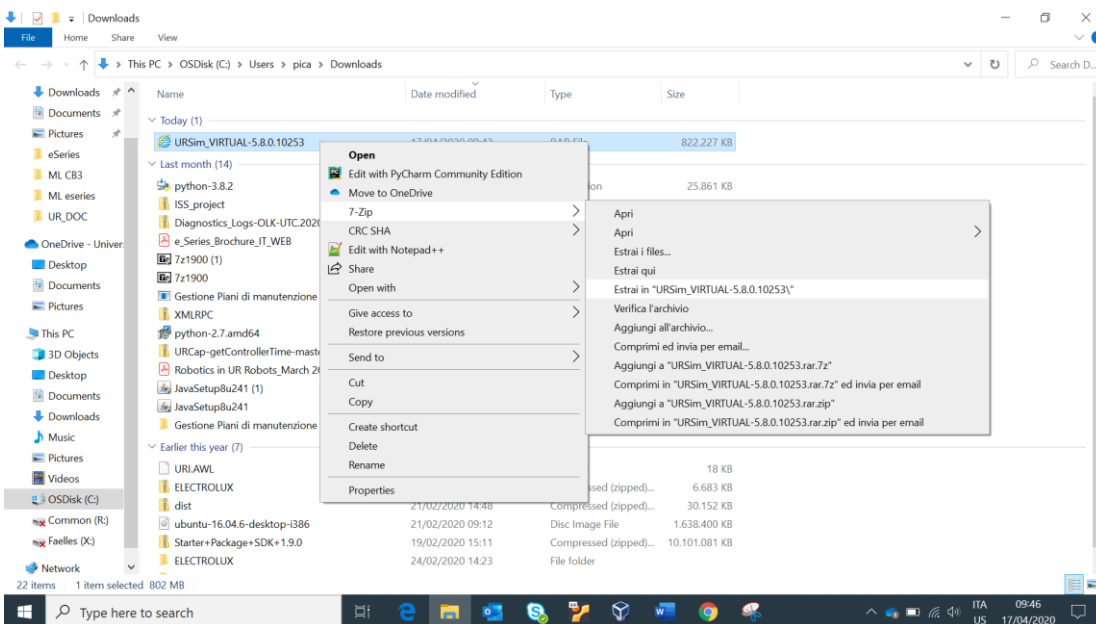 Downloads
File Home Share View
This PC > OSDisk (C:) > Users > pica > Downloads
Search D...
Downloads
Documents
Pictures
eSeries
ML CB3
ML eseries
UR_DOC
OneDrive - Univer
Desktop
Documents
Pictures
This PC
3D Objects
Desktop
Documents
Downloads
Music
Pictures
Videos
OSDisk (C:)
Common (R:)
Faelles (X:)
Network
Name Date modified Type Size
Today (1)
URSim_VIRTUAL-5.8.0.10253 17/04/2020 09:42 RAR File 822.227 KB
Last month (14)
python-3.8.2 ion 25.861 KB
ISS_project
Diagnostics_Logs-OLK-UTC.2020
e_Series_Brochure_IT_WEB
7z1900 (1)
7z1900
Gestione Piani di manutenzione
XMLRPC
python-2.7.amd64
URCap-getControllerTime-mast
Robotics in UR Robots_March 2
JavaSetup8u241 (1)
JavaSetup8u241
Gestione Piani di manutenzione
Earlier this year (7)
URI.AWL 18 KB
ELECTROLUX ssed (zipped)... 6.683 KB
dist 21/02/2020 14:48 Compressed (zipped)... 30.152 KB
ubuntu-16.04.6-desktop-i386 21/02/2020 09:12 Disc Image File 1.638.400 KB
Starter+Package+SDK+1.9.0 19/02/2020 15:11 Compressed (zipped)... 10.101.081 KB
ELECTROLUX 24/02/2020 14:23 File folder
Open
Edit with PyCharm Community Edition
Move to OneDrive
7-Zip
CRC SHA
Edit with Notepad++
Share
Open with
Give access to
Restore previous versions
Send to
Cut
Copy
Create shortcut
Delete
Rename
Properties
Apri
Apri
Estrai i files...
Estrai qui
Estrai in "URSim_VIRTUAL-5.8.0.10253\"
Verifica l'archivio
Aggiungi all'archivio...
Comprimi ed invia per email...
Aggiungi a "URSim_VIRTUAL-5.8.0.10253.rar.7z"
Comprimi in "URSim_VIRTUAL-5.8.0.10253.rar.7z" ed invia per email
Aggiungi a "URSim_VIRTUAL-5.8.0.10253.rar.zip"
Comprimi in "URSim_VIRTUAL-5.8.0.10253.rar.zip" ed invia per email
22 items 1 item selected 802 MB
Type here to search
ITA 09:46
US 17/04/2020